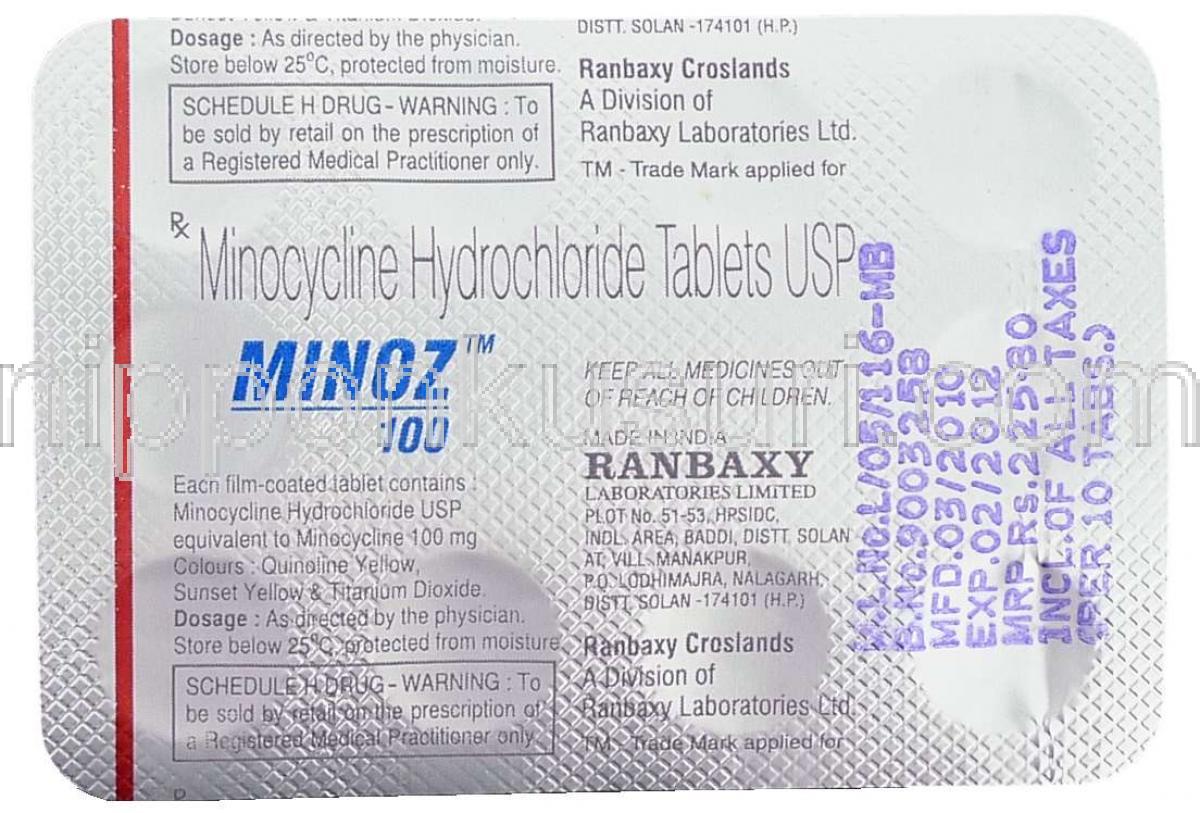 Dosage : As directed by the physician.
Store below 25°C, protected from moisture.
SCHEDULE H DRUG - WARNING : To
be sold by retail on the prescription of
a Registered Medical Practitioner only.
DISTT. SOLAN -174101 (H.P.)
Ranbaxy Croslands
A Division of
Ranbaxy Laboratories Ltd.
TM - Trade Mark applied for
Rx
Minocycline Hydrochloride Tablets USP
MINOZ™
100
Each film-coated tablet contains :
Minocycline Hydrochloride USP
equivalent to Minocycline 100 mg
Colours : Quinoline Yellow,
Sunset Yellow & Titanium Dioxide.
Dosage : As directed by the physician.
Store below 25°C, protected from moisture
SCHEDULE H DRUG - WARNING : To
be sold by retail on the prescription of
a Registered Medical Practitioner only.
KEEP ALL MEDICINES OUT
OF REACH OF CHILDREN.
MADE IN INDIA
RANBAXY
LABORATORIES LIMITED
PLOT No. 51-53, HPSIDC,
INDL. AREA, BADDI, DISTT. SOLAN
AT. VILL. MANAKPUR,
P.O. LODHIMAJRA, NALAGARH,
DISTT. SOLAN -174101 (H.P.)
Ranbaxy Croslands
A Division of
Ranbaxy Laboratories Ltd.
TM - Trade Mark applied for
M.L.No.L/05/116-MB
B.No.9003258
MFD.03/2010
EXP.02/2012
MRP Rs.225.80
INCL.OF ALL TAXES
(PER 10 TABS.)
nipponkusuri.com